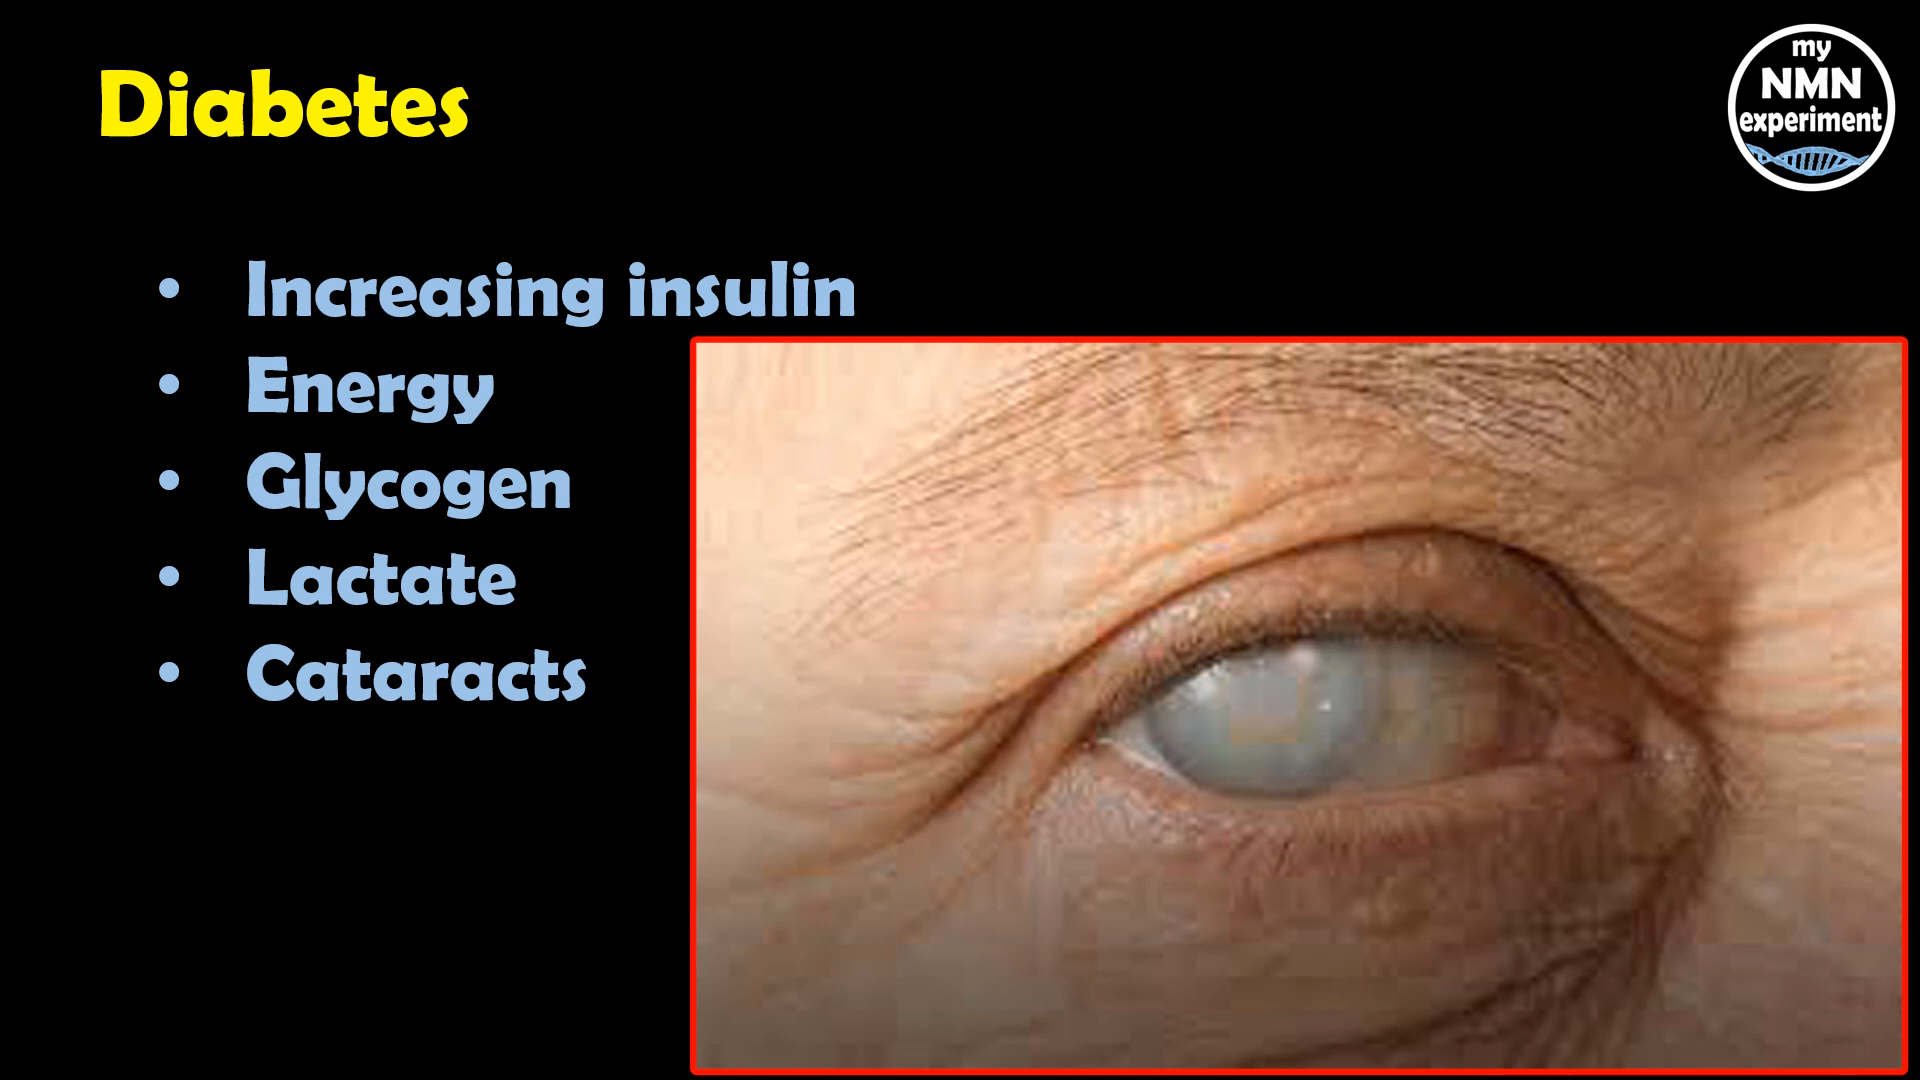 Diabetes
my
NMN
experiment
• Increasing insulin
• Energy
• Glycogen
• Lactate
• Cataracts